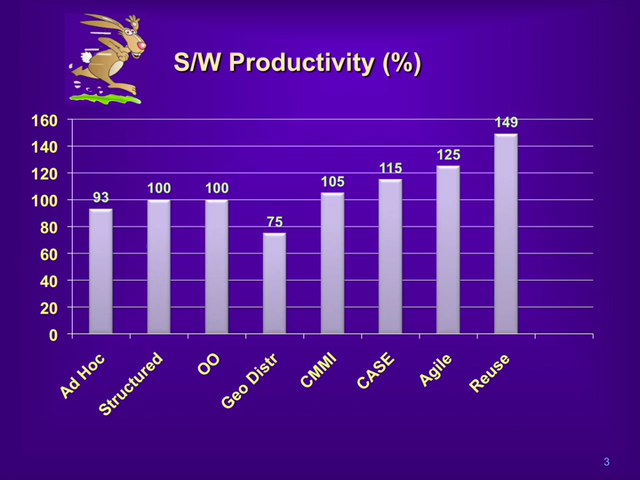 S/W Productivity (%)
160
140
120
100
80
60
40
20
0
93
100
100
75
105
115
125
149
Ad Hoc
Structured
OO
Geo Distr
CMMI
CASE
Agile
Reuse
3